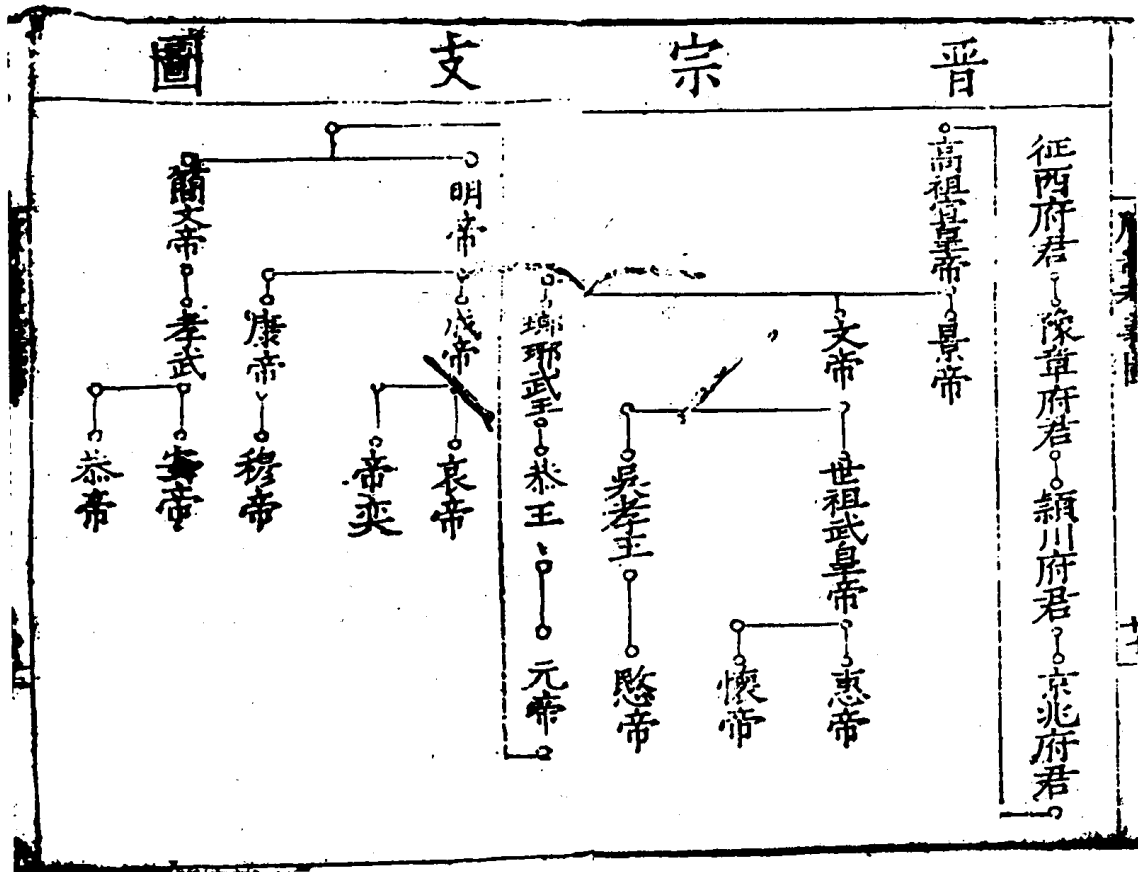 晋宗支圖
征西府君
豫章府君
潁川府君
京兆府君
高祖宣皇帝
景帝
文帝
世祖武皇帝
惠帝
懷帝
吳孝王
愍帝
瑯琊武王
恭王
元帝
明帝
成帝
哀帝
帝奕
康帝
穆帝
簡文帝
孝武
安帝
恭帝